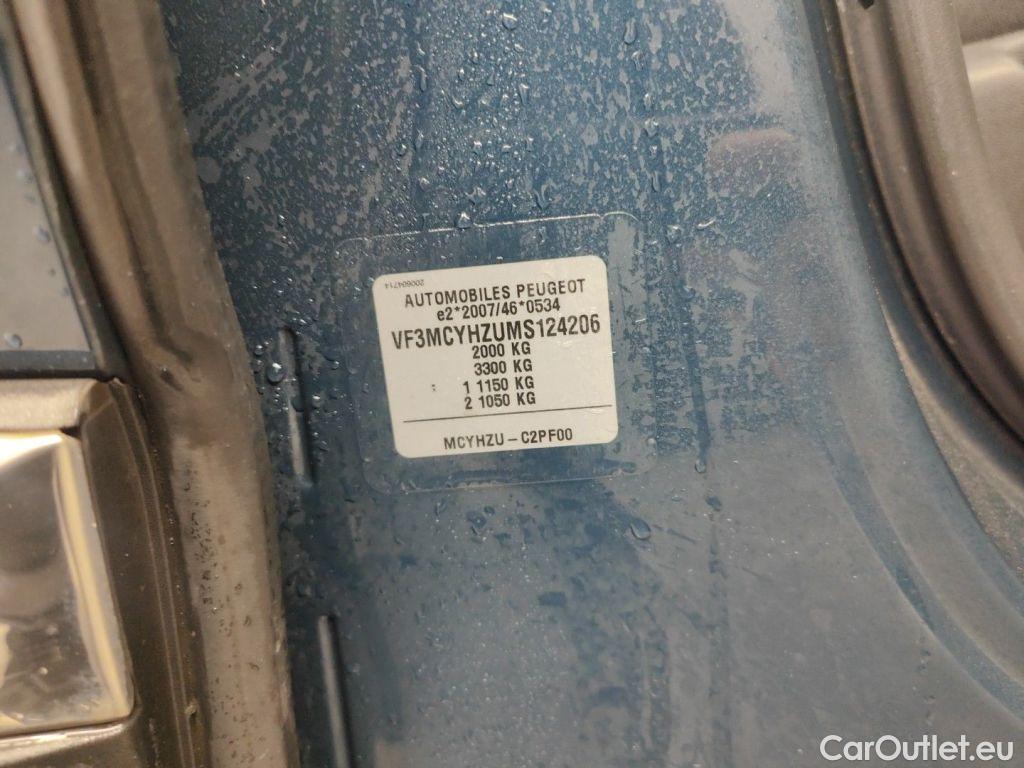 200604714
AUTOMOBILES PEUGEOT
e2*2007/46*0534
VF3MCYHZUMS124206
2000 KG
3300 KG
1 1150 KG
2 1050 KG
MCYHZU - C2PF00
CarOutlet.eu